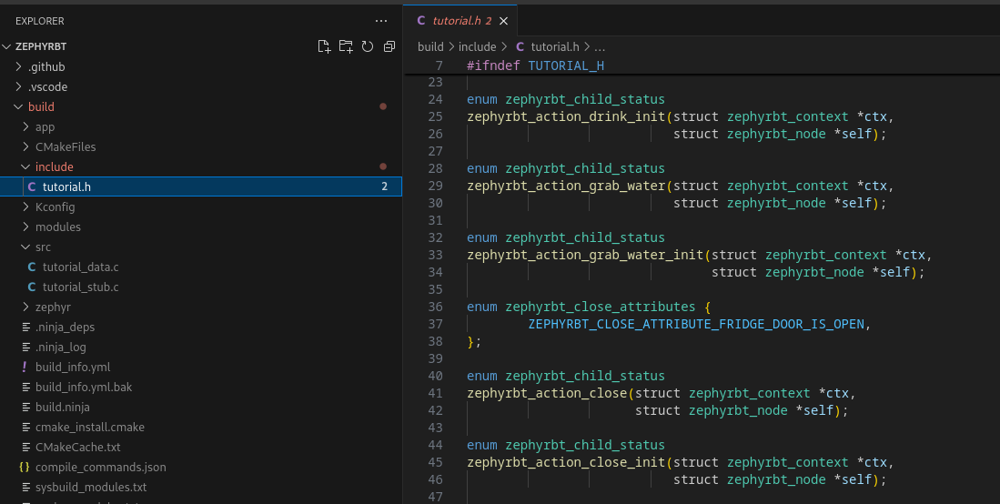 EXPLORER
ZEPHYRBT
.github
.vscode
build
app
CMakeFiles
include
C tutorial.h 2
Kconfig
modules
src
C tutorial_data.c
C tutorial_stub.c
zephyr
.ninja_deps
.ninja_log
! build_info.yml
build_info.yml.bak
build.ninja
cmake_install.cmake
CMakeCache.txt
{} compile_commands.json
sysbuild_modules.txt
C tutorial.h 2
build > include > C tutorial.h > ...
7 #ifndef TUTORIAL_H
23
24 enum zephyrbt_child_status
25 zephyrbt_action_drink_init(struct zephyrbt_context *ctx,
26 struct zephyrbt_node *self);
27
28 enum zephyrbt_child_status
29 zephyrbt_action_grab_water(struct zephyrbt_context *ctx,
30 struct zephyrbt_node *self);
31
32 enum zephyrbt_child_status
33 zephyrbt_action_grab_water_init(struct zephyrbt_context *ctx,
34 struct zephyrbt_node *self);
35
36 enum zephyrbt_close_attributes {
37 ZEPHYRBT_CLOSE_ATTRIBUTE_FRIDGE_DOOR_IS_OPEN,
38 };
39
40 enum zephyrbt_child_status
41 zephyrbt_action_close(struct zephyrbt_context *ctx,
42 struct zephyrbt_node *self);
43
44 enum zephyrbt_child_status
45 zephyrbt_action_close_init(struct zephyrbt_context *ctx,
46 struct zephyrbt_node *self);
47